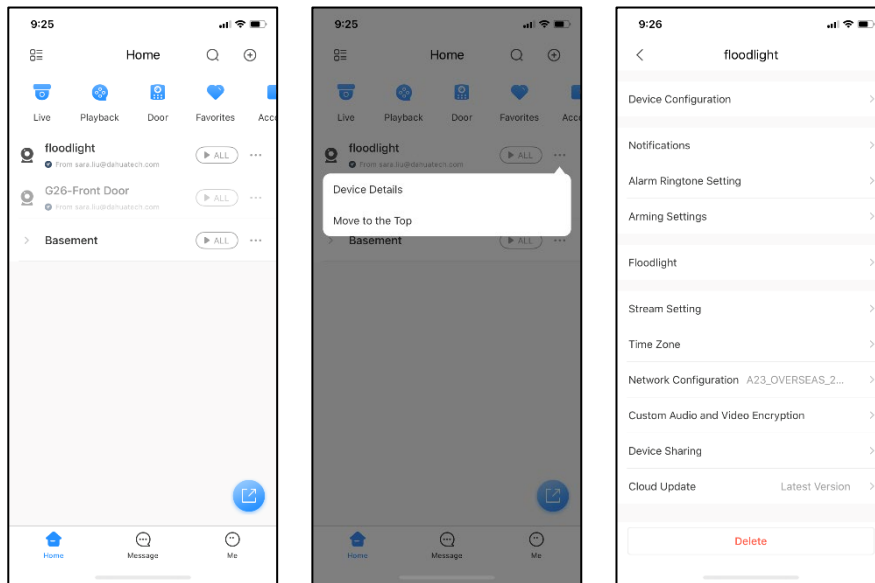 9:25
Home
Live Playback Door Favorites Acc
floodlight
From sara.liu@dahuatech.com
ALL
G26-Front Door
From sara.liu@dahuatech.com
ALL
Basement
ALL
Home Message Me
9:25
Home
Live Playback Door Favorites Acc
floodlight
From sara.liu@dahuatech.com
ALL
Device Details
Move to the Top
Basement
ALL
Home Message Me
9:26
floodlight
Device Configuration
Notifications
Alarm Ringtone Setting
Arming Settings
Floodlight
Stream Setting
Time Zone
Network Configuration A23_OVERSEAS_2...
Custom Audio and Video Encryption
Device Sharing
Cloud Update Latest Version
Delete